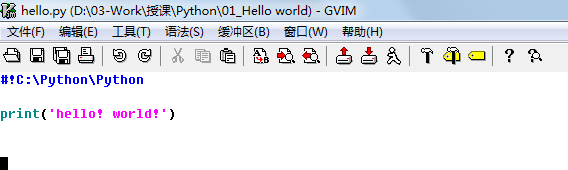 hello.py (D:\03-Work\授课\Python\01_Hello world) - GVIM
文件(F) 编辑(E) 工具(T) 语法(S) 缓冲区(B) 窗口(W) 帮助(H)
#!C:\Python\Python
print('hello! world!')